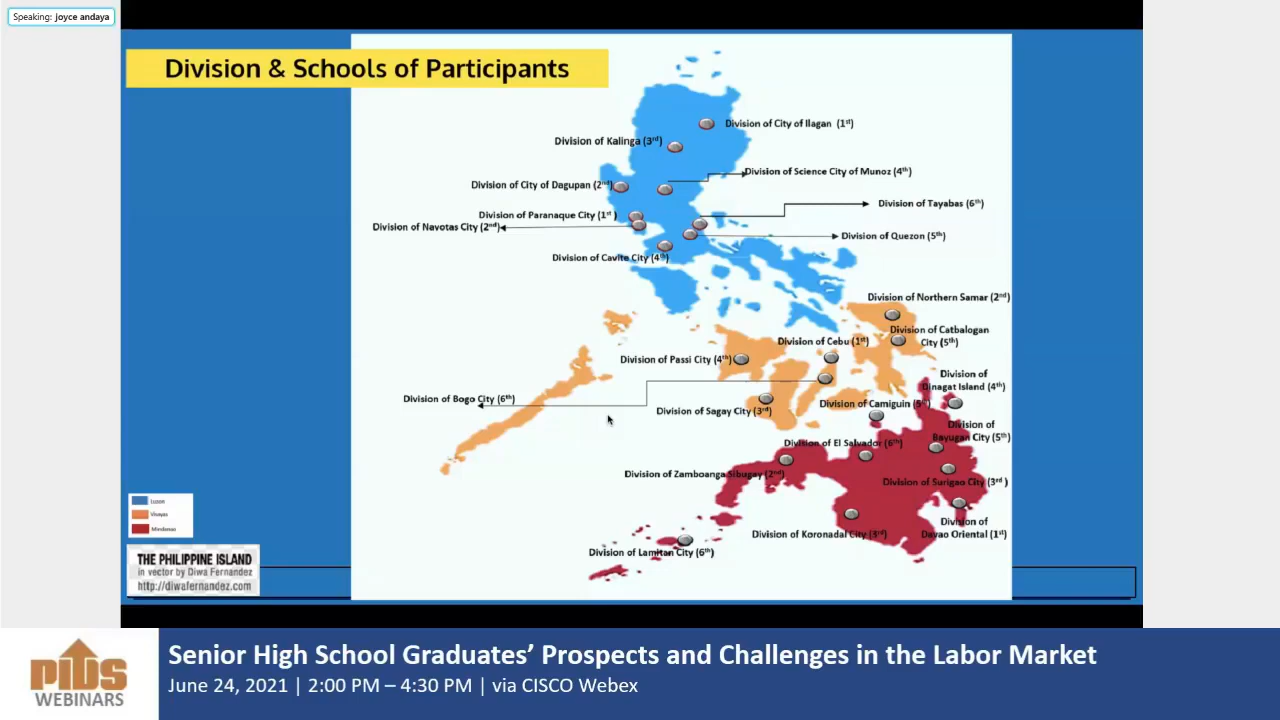 Speaking: joyce andaya
Division & Schools of Participants
Division of City of Ilagan (1st)
Division of Kalinga (3rd)
Division of Science City of Munoz (4th)
Division of City of Dagupan (2nd)
Division of Tayabas (6th)
Division of Paranaque City (1st )
Division of Navotas City (2nd)
Division of Quezon (5th)
Division of Cavite City (4th)
Division of Northern Samar (2nd)
Division of Catbalogan
City (5th)
Division of Cebu (1st)
Division of Passi City (4th)
Division of
Dinagat Island (4th)
Division of Bogo City (6th)
Division of Camiguin (5th)
Division of Sagay City (3rd)
Division of
Bayugan City (5th)
Division of El Salvador (6th)
Division of Zamboanga Sibugay (2nd)
Division of Surigao City (3rd )
Division of
Davao Oriental (1st)
Division of Koronadal City (3rd)
Division of Lamitan City (6th)
Luzon
Visayas
Mindanao
THE PHILIPPINE ISLAND
in vector by Diwa Fernandez
http://diwafernandez.com
PIDS
WEBINARS
Senior High School Graduates’ Prospects and Challenges in the Labor Market
June 24, 2021 | 2:00 PM – 4:30 PM | via CISCO Webex